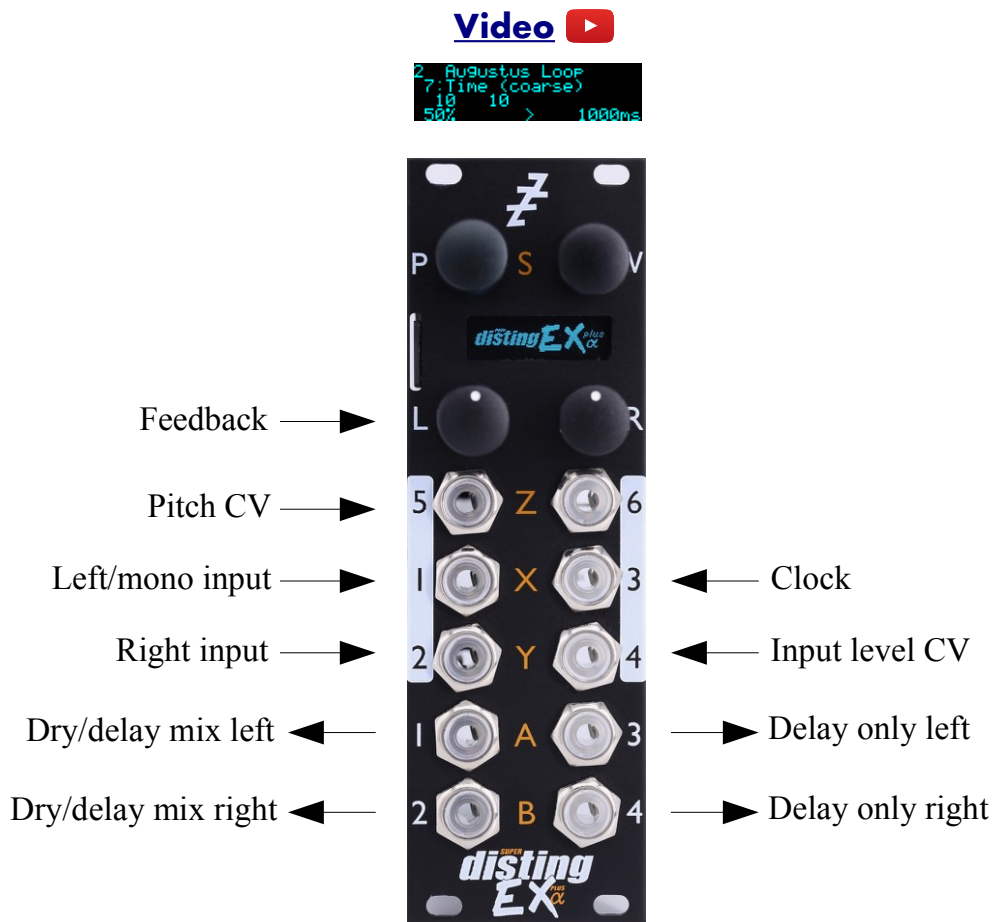 Video
2 Augustus Loop
7:Time (coarse)
10 10
50% > 1000ms
P S V
disting EX plus α
Feedback L R
Pitch CV 5 Z 6
Left/mono input 1 X 3 Clock
Right input 2 Y 4 Input level CV
Dry/delay mix left 1 A 3 Delay only left
Dry/delay mix right 2 B 4 Delay only right
SUPER
disting
EX PLUS α